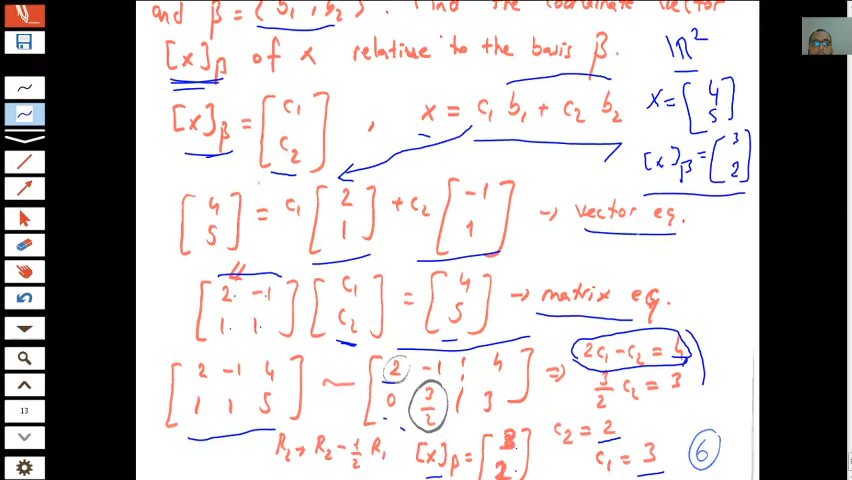 and β = {b₁, b₂}. Find the coordinate vector
[x]_β of x relative to the basis β.
ℝ²
x = [4 5]
[x]_β = [3 2]
[x]_β = [c₁ c₂] , x = c₁ b₁ + c₂ b₂
[4 5] = c₁ [2 1] + c₂ [-1 1] → vector eq.
[2 -1 1 1] [c₁ c₂] = [4 5] → matrix eq.
[2 -1 4 1 1 5] ~ [2 -1 | 4 0 3/2 | 3] ⇒ 2c₁ - c₂ = 4
3/2 c₂ = 3
R₂ → R₂ - 1/2 R₁
[x]_β = [3 2]
c₂ = 2
c₁ = 3
6
13